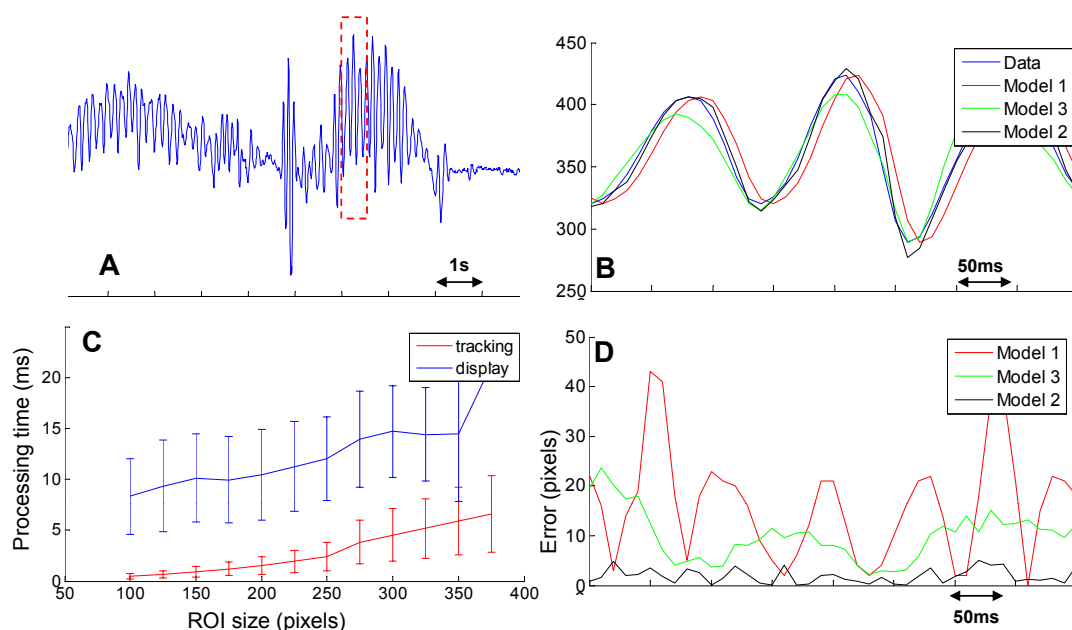 A
1s
450
400
350
300
250
B
Data
Model 1
Model 3
Model 2
50ms
C
Processing time (ms)
20
15
10
5
0
50
100
150
200
250
300
350
400
ROI size (pixels)
tracking
display
D
Error (pixels)
50
40
30
20
10
0
Model 1
Model 3
Model 2
50ms